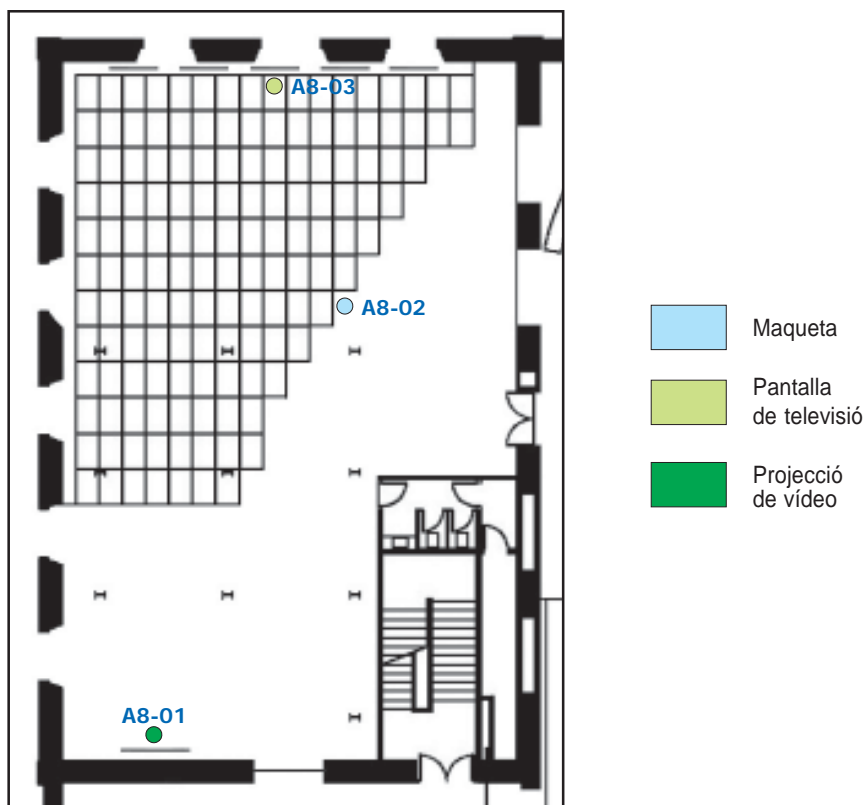 A8-03
A8-02
A8-01
Maqueta
Pantalla
de televisió
Projecció
de vídeo